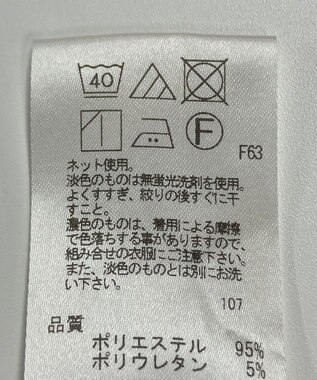 40
F
F63
ネット使用。
淡色のものは無蛍光洗剤を使用。
よくすすぎ、絞りの後すぐに干
すこと。
濃色のものは、着用による摩擦
で色落ちする事がありますので、
組み合せの衣服にご注意下さい。
また、淡色のものとは別にお洗
い下さい。
107
品質
ポリエステル 95%
ポリウレタン 5%